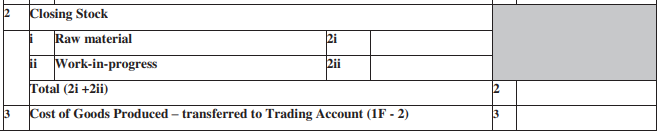 2 Closing Stock
i Raw material 2i
ii Work-in-progress 2ii
Total (2i +2ii) 2
3 Cost of Goods Produced – transferred to Trading Account (1F - 2) 3